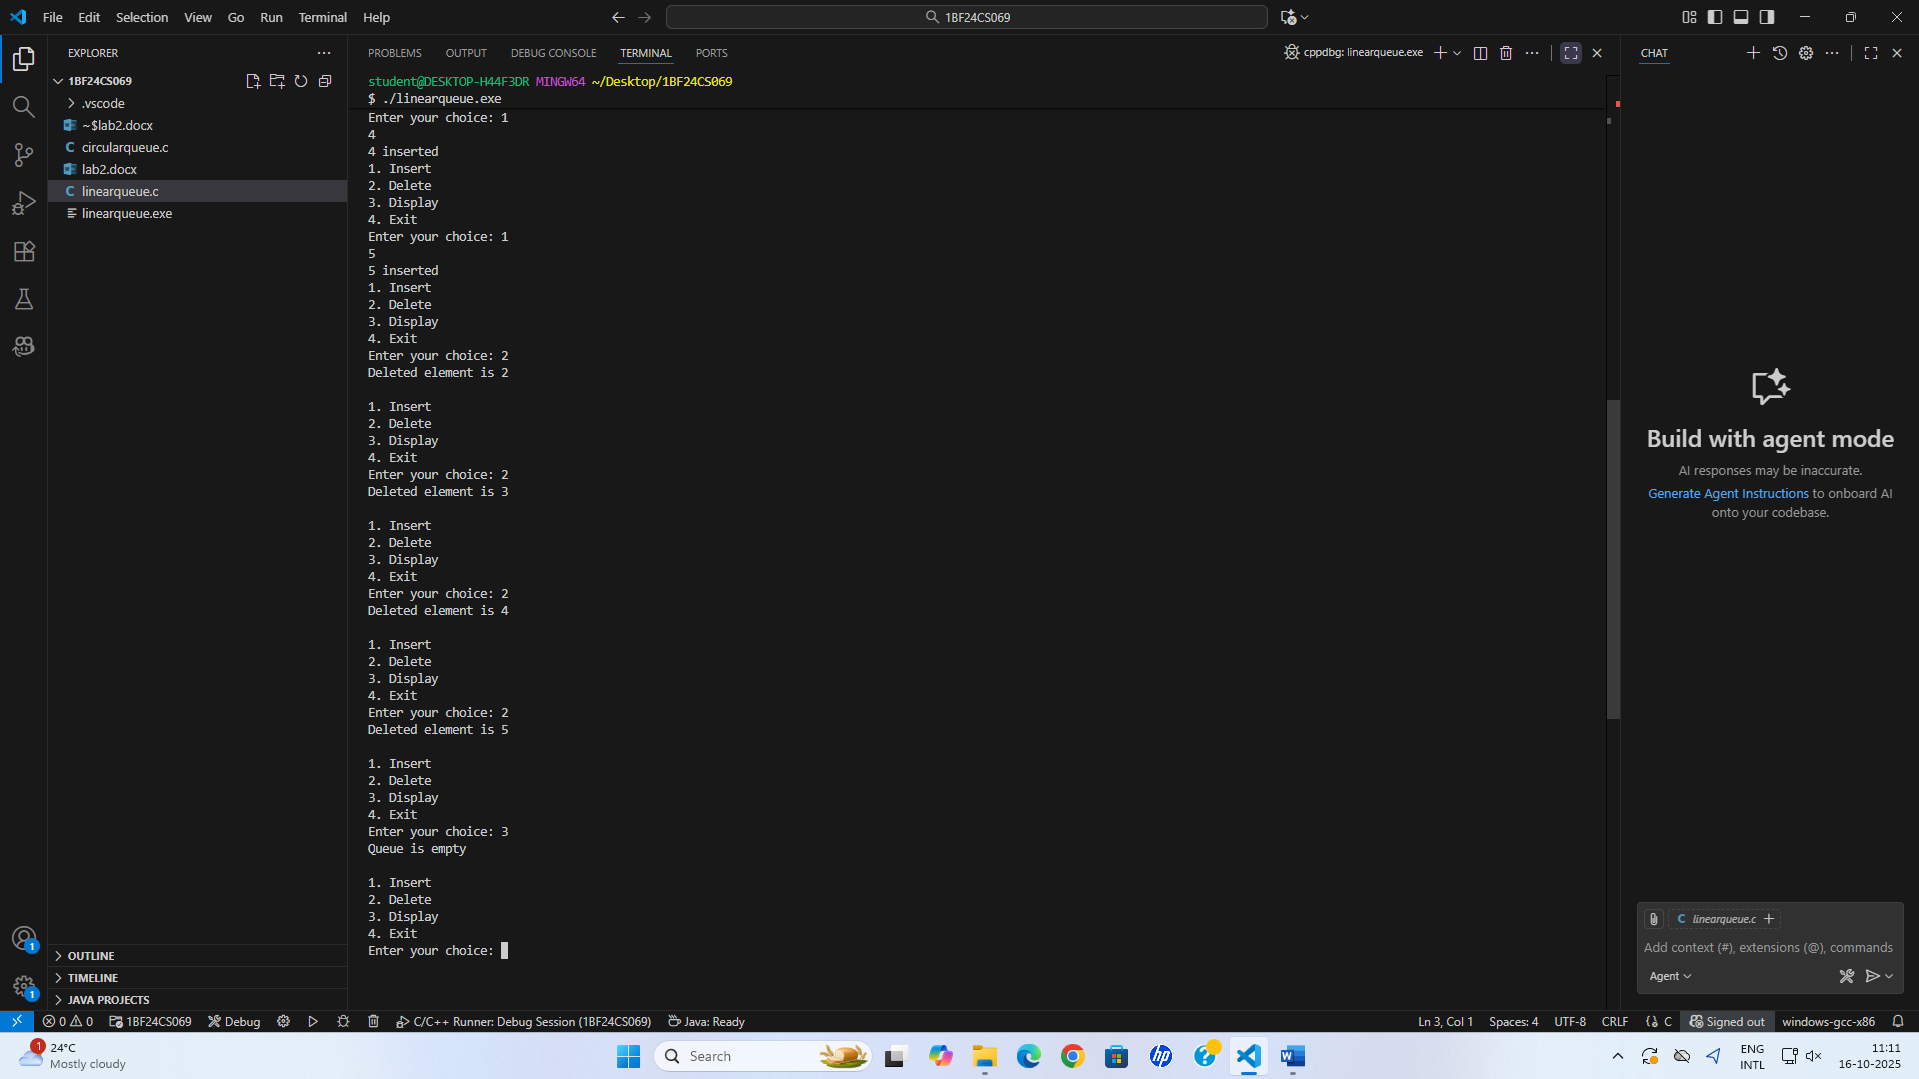 File Edit Selection View Go Run Terminal Help
1BF24CS069
EXPLORER
1BF24CS069
.vscode
~$lab2.docx
C circularqueue.c
lab2.docx
C linearqueue.c
linearqueue.exe
OUTLINE
TIMELINE
JAVA PROJECTS
1
1
PROBLEMS OUTPUT DEBUG CONSOLE TERMINAL PORTS
cppdbg: linearqueue.exe
student@DESKTOP-H44F3DR MINGW64 ~/Desktop/1BF24CS069
$ ./linearqueue.exe
Enter your choice: 1
4
4 inserted
1. Insert
2. Delete
3. Display
4. Exit
Enter your choice: 1
5
5 inserted
1. Insert
2. Delete
3. Display
4. Exit
Enter your choice: 2
Deleted element is 2
1. Insert
2. Delete
3. Display
4. Exit
Enter your choice: 2
Deleted element is 3
1. Insert
2. Delete
3. Display
4. Exit
Enter your choice: 2
Deleted element is 4
1. Insert
2. Delete
3. Display
4. Exit
Enter your choice: 2
Deleted element is 5
1. Insert
2. Delete
3. Display
4. Exit
Enter your choice: 3
Queue is empty
1. Insert
2. Delete
3. Display
4. Exit
Enter your choice:
CHAT
Build with agent mode
AI responses may be inaccurate.
Generate Agent Instructions to onboard AI
onto your codebase.
C linearqueue.c
Add context (#), extensions (@), commands
Agent
0 0 1BF24CS069 Debug C/C++ Runner: Debug Session (1BF24CS069) Java: Ready
Ln 3, Col 1 Spaces: 4 UTF-8 CRLF {} C Signed out windows-gcc-x86
1
24°C
Mostly cloudy
Search
hp
ENG
INTL
11:11
16-10-2025